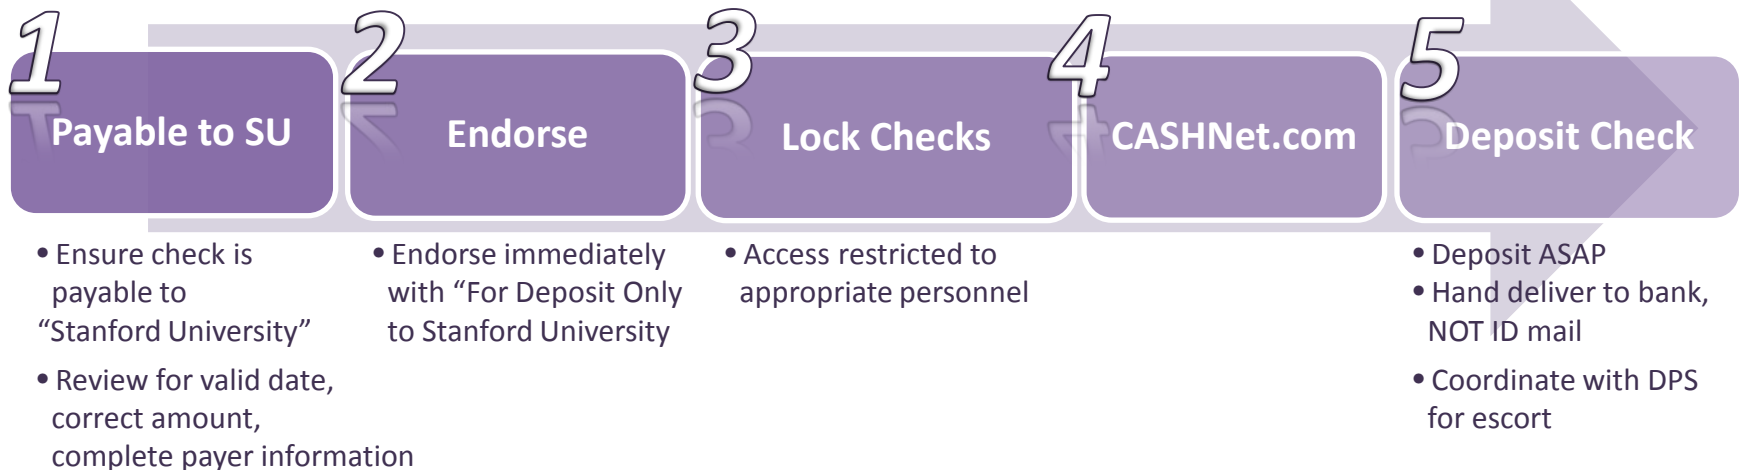 1
Payable to SU
• Ensure check is
payable to
“Stanford University”
• Review for valid date,
correct amount,
complete payer information
2
Endorse
• Endorse immediately
with “For Deposit Only
to Stanford University
3
Lock Checks
• Access restricted to
appropriate personnel
4
CASHNet.com
5
Deposit Check
• Deposit ASAP
• Hand deliver to bank,
NOT ID mail
• Coordinate with DPS
for escort